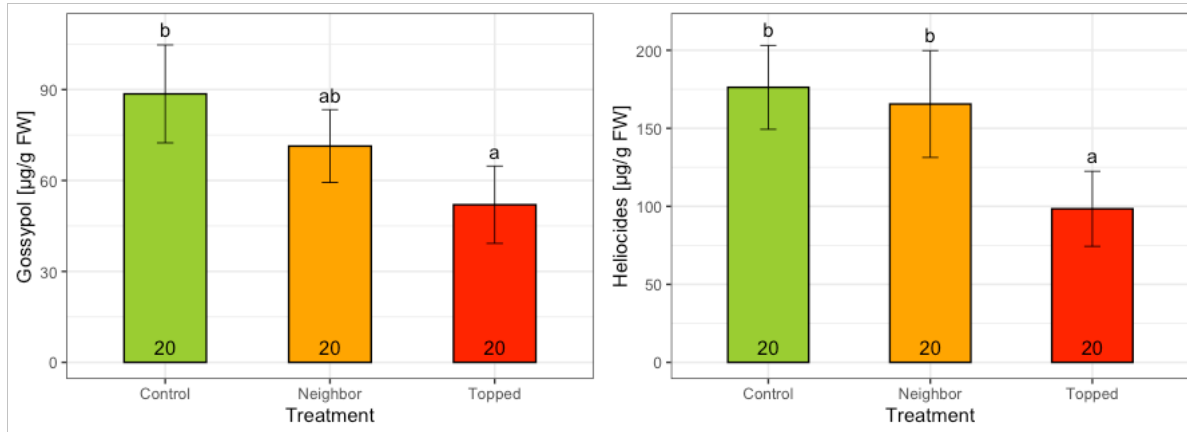 Gossypol [µg/g FW]
90
60
30
0
b
ab
a
20
20
20
Control
Neighbor
Topped
Treatment
Heliocides [µg/g FW]
200
150
100
50
0
b
b
a
20
20
20
Control
Neighbor
Topped
Treatment